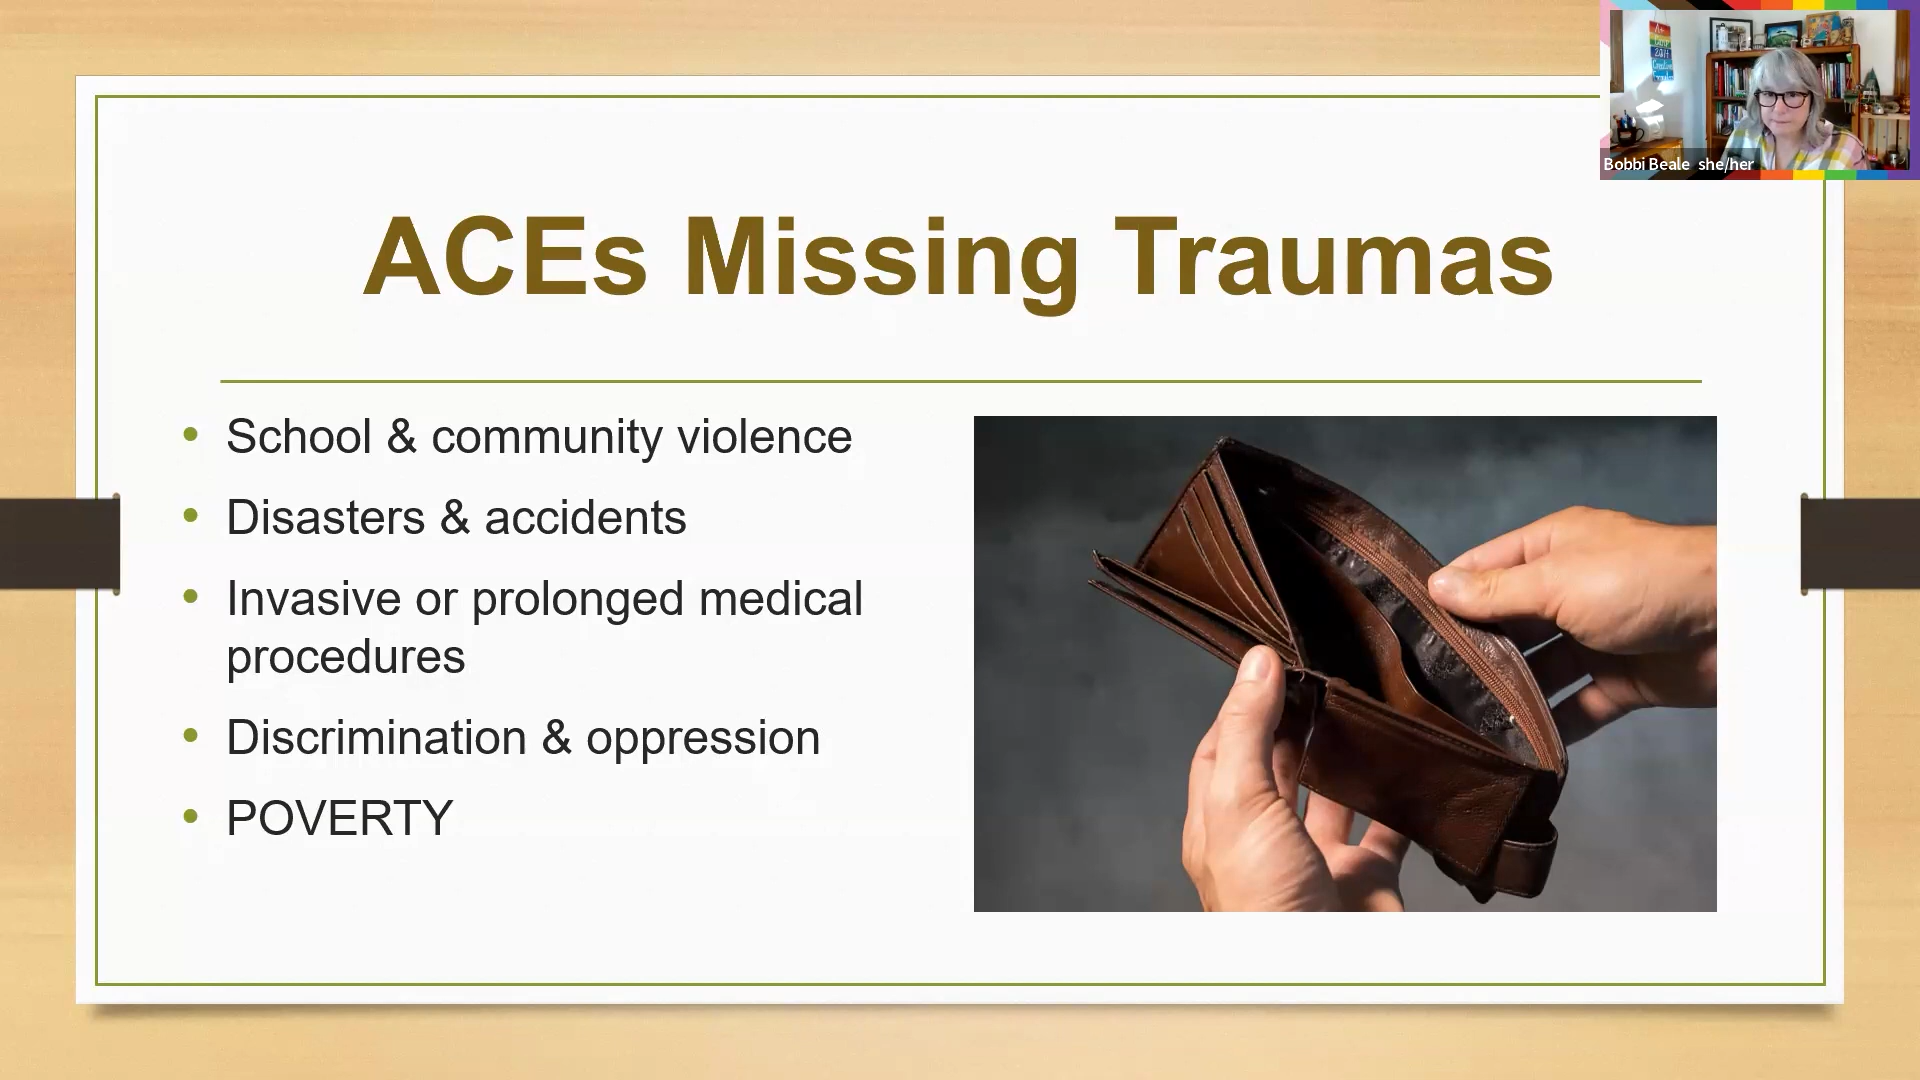 ACEs Missing Traumas
School & community violence
Disasters & accidents
Invasive or prolonged medical
procedures
Discrimination & oppression
POVERTY
Bobbi Beale she/her